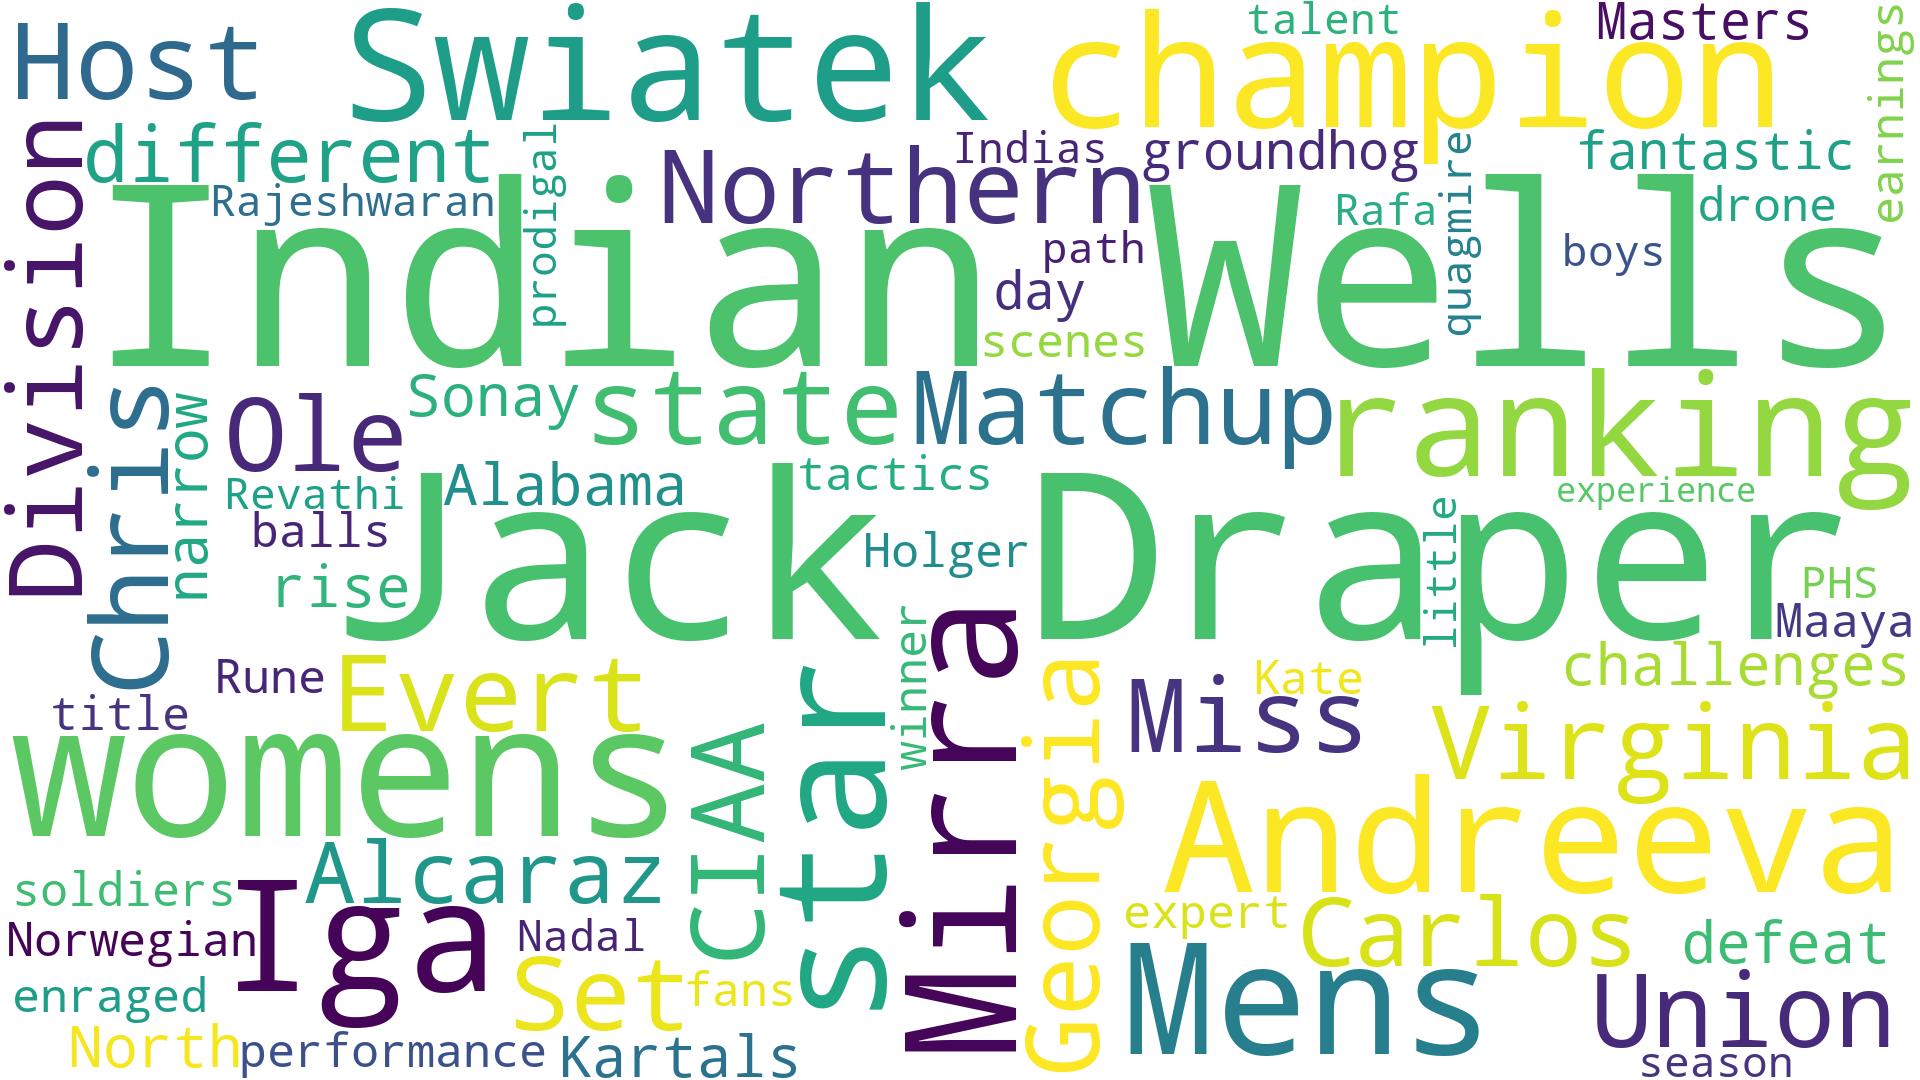 Host
Swiatek
champion
talent
Masters
earnings
Division
different
prodigal
Northern
Indias
groundhog
quagmire
fantastic
Rajeshwaran
Rafa
drone
Indian Wells
path
boys
day
scenes
Chris
narrow
Ole
Sonay
state
Matchup
ranking
Revathi
Alabama
tactics
experience
balls
Jack Draper
Holger
little
rise
PHS
Maaya
winner
Mirra
Rune
Evert
star
Georgia
Miss
Kate
challenges
title
womens
CIAA
Virginia
Andreeva
soldiers
Alcaraz
Norwegian
Iga
Nadal
expert
Carlos
defeat
enraged
Set
fans
Mens
Union
North
performance
Kartals
season